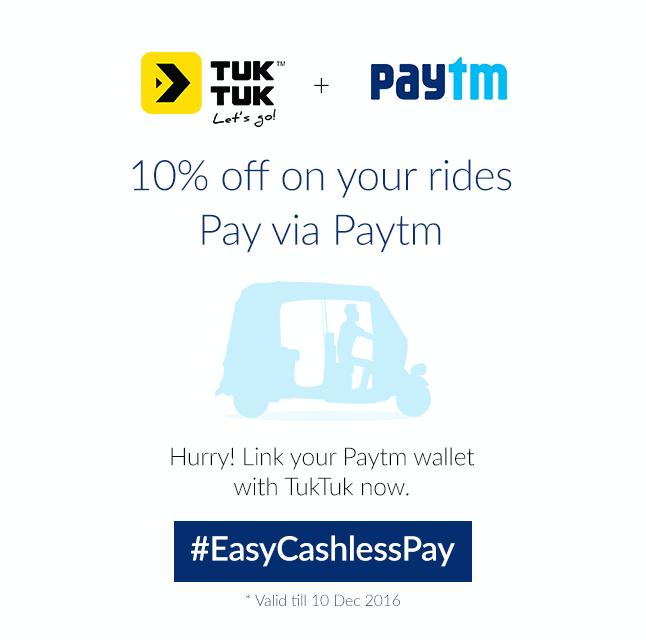 TUK™
TUK
Let's go!
+
paytm
10% off on your rides
Pay via Paytm
Hurry! Link your Paytm wallet
with TukTuk now.
#EasyCashlessPay
* Valid till 10 Dec 2016